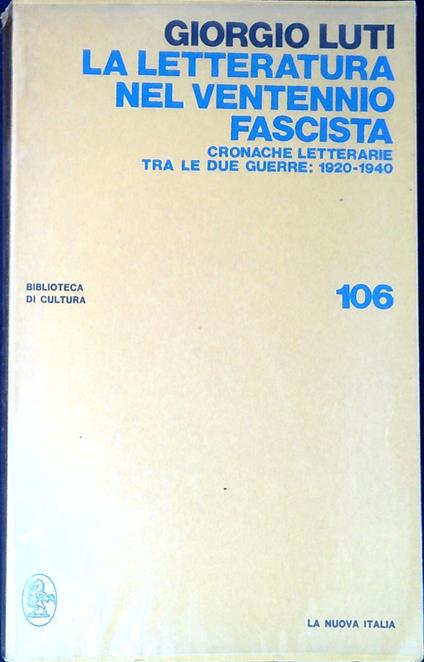 GIORGIO LUTI
LA LETTERATURA
NEL VENTENNIO
FASCISTA
CRONACHE LETTERARIE
TRA LE DUE GUERRE: 1920-1940
BIBLIOTECA
DI CULTURA
106
LA NUOVA ITALIA